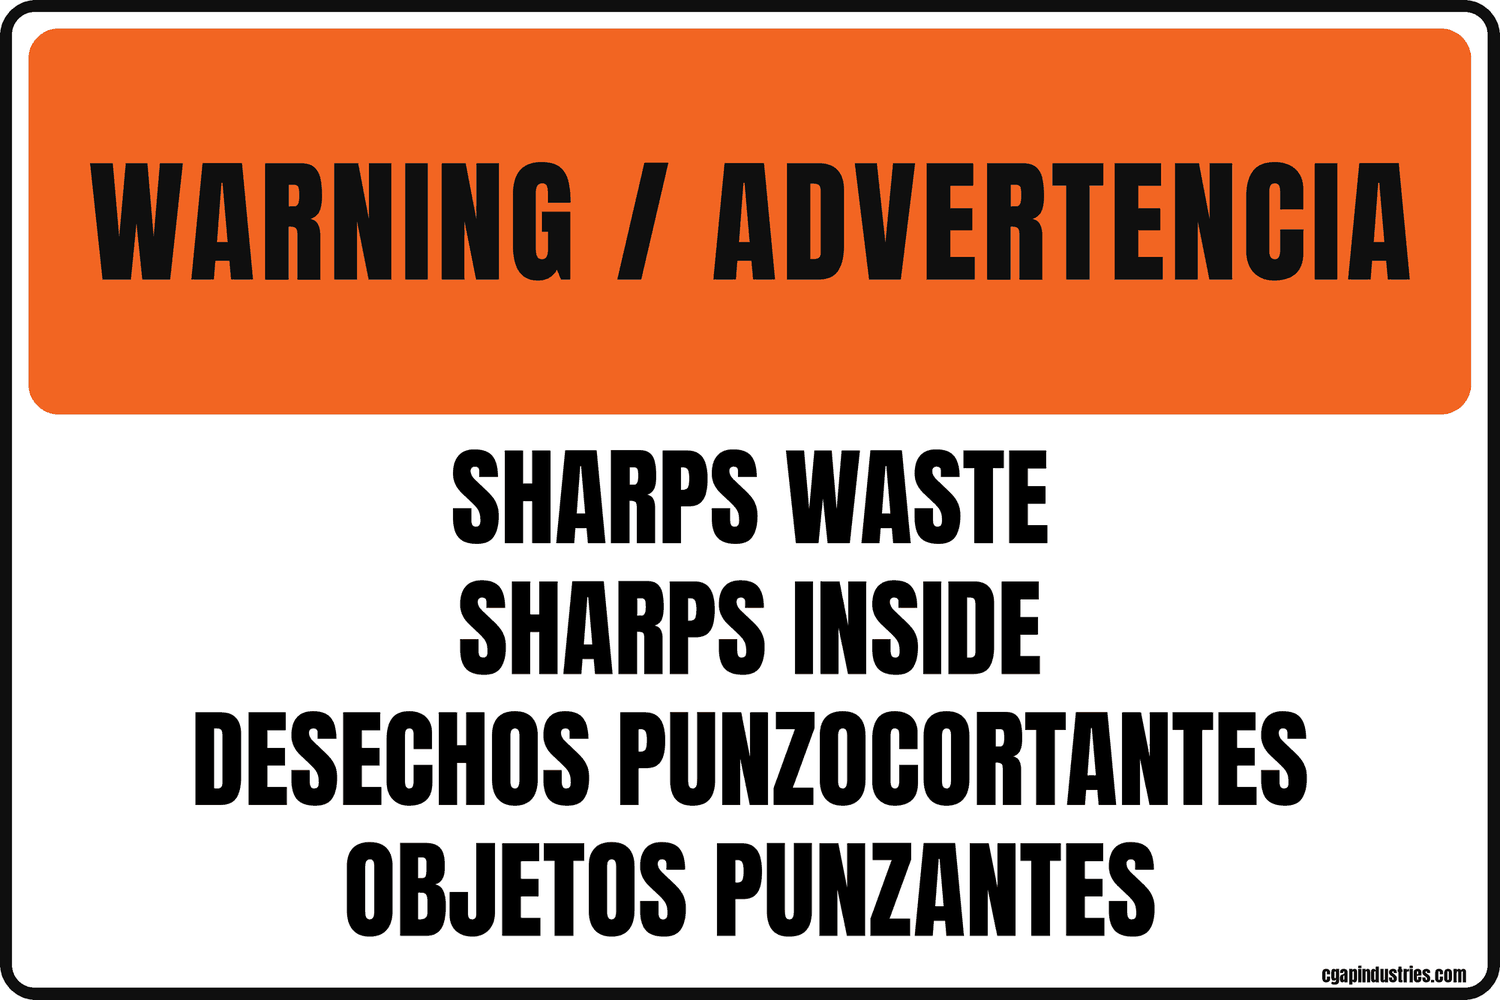 WARNING / ADVERTENCIA
SHARPS WASTE
SHARPS INSIDE
DESECHOS PUNZOCORTANTES
OBJETOS PUNZANTES
cgapindustries.com